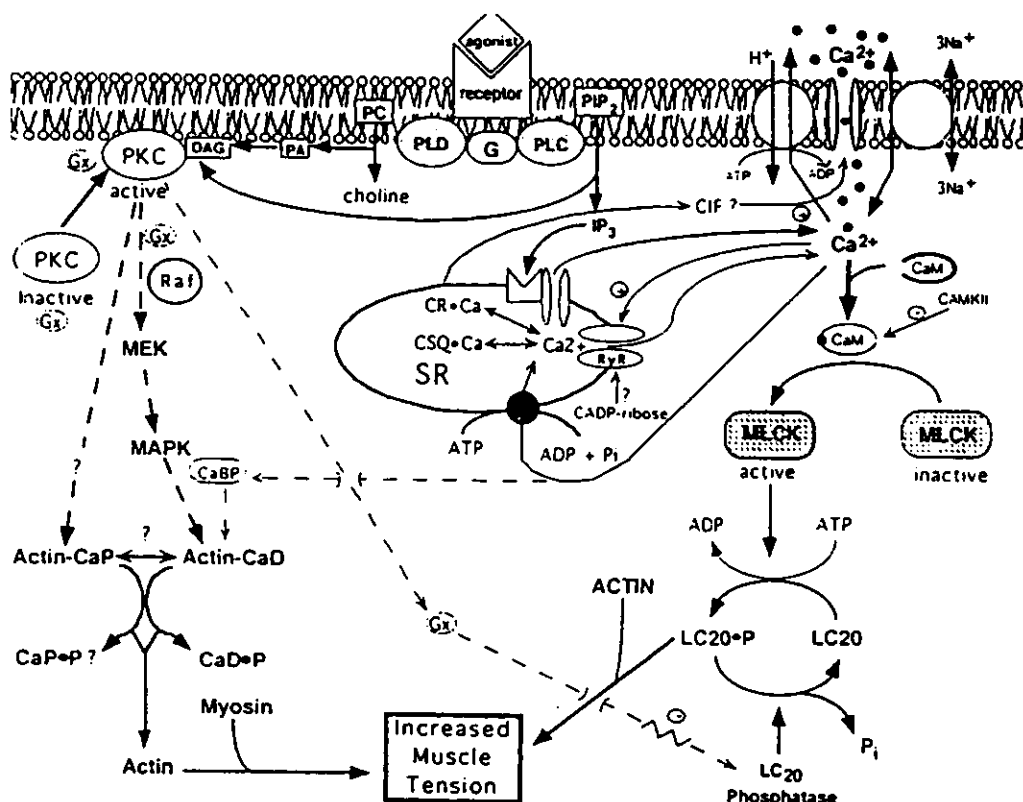 agonist
receptor
Ca2+
H+
3Na+
PC
PIP2
PKC
DAG
PA
PLD
G
PLC
Gx
active
choline
ATP
ADP
3Na+
CIF ?
IP3
Ca2+
Gx
PKC
Inactive
Gx
Raf
CaM
CAMKII
CR•Ca
CSQ•Ca
Ca2+
SR
RyR
?
CADP-ribose
CaM
MEK
MLCK
active
MLCK
inactive
ATP
ADP + Pi
MAPK
CaBP
?
ADP
ATP
Actin-CaP
?
Actin-CaD
ACTIN
Gx
LC20•P
LC20
CaP•P ?
CaD•P
Myosin
Increased
Muscle
Tension
Actin
Pi
LC20
Phosphatase